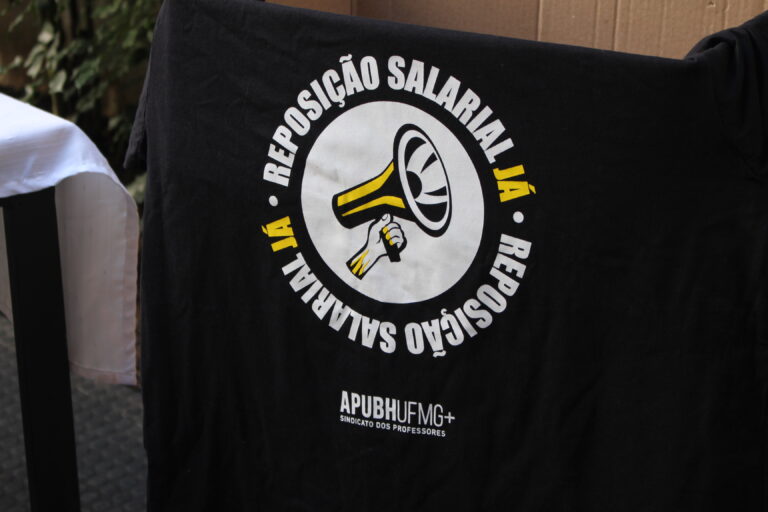 REPOSIÇÃO SALARIAL JÁ •
REPOSIÇÃO SALARIAL JÁ •
APUBHUFMG+
SINDICATO DOS PROFESSORES